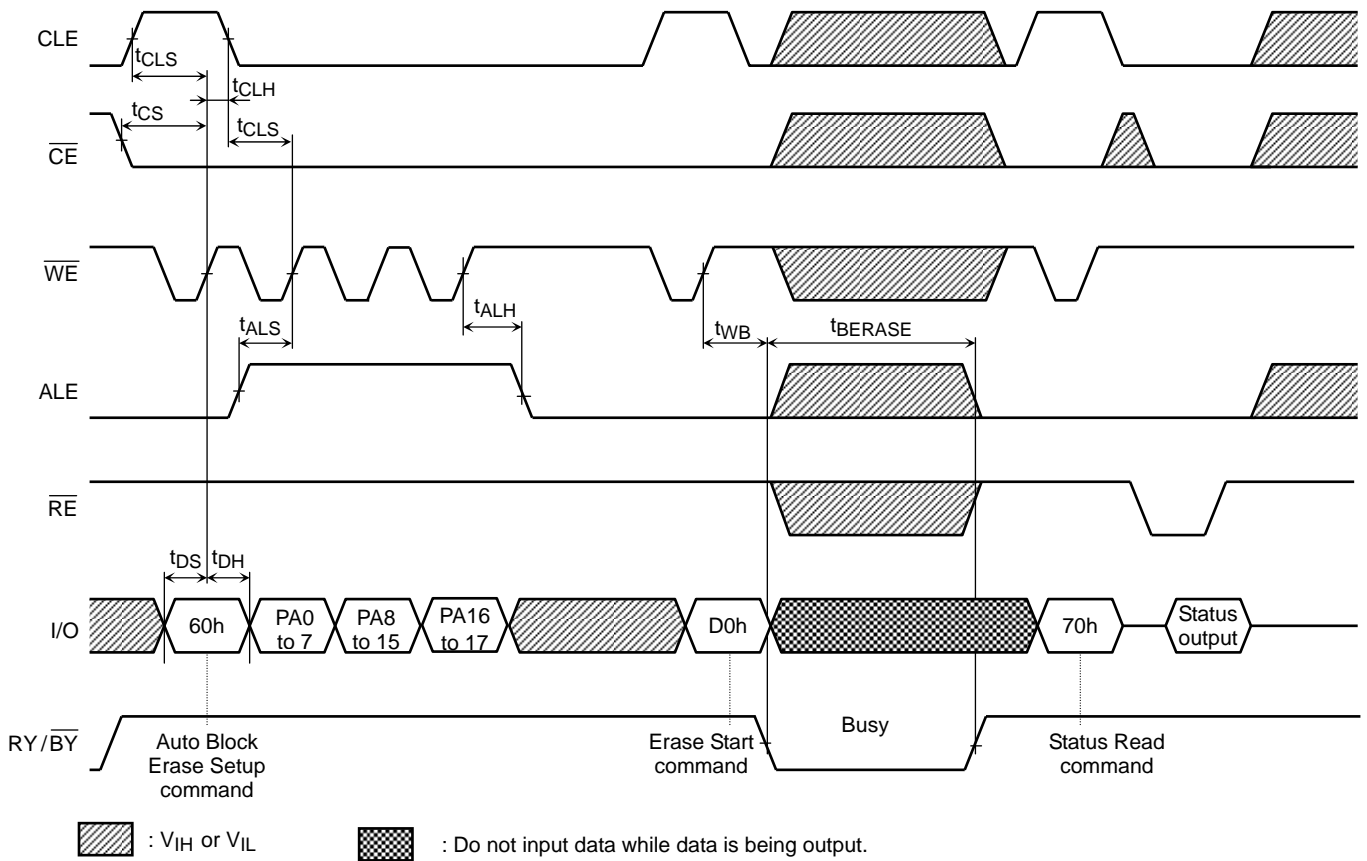 CLE
tCLS
tCLH
tCS
tCLS
CE
WE
tALS
tALH
tWB
tBERASE
ALE
RE
tDS
tDH
I/O
60h
PA0
to 7
PA8
to 15
PA16
to 17
D0h
70h
Status
output
RY/BY
Busy
Auto Block
Erase Setup
command
Erase Start
command
Status Read
command
: VIH or VIL
: Do not input data while data is being output.